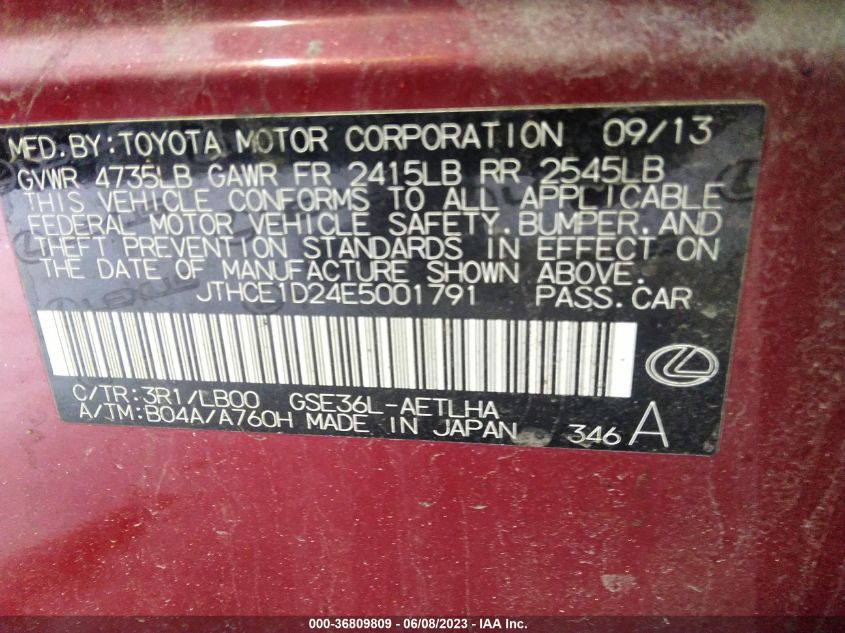 MFD.BY:TOYOTA MOTOR CORPORATION 09/13
GVWR 4735LB GAWR FR 2415LB RR 2545LB
THIS VEHICLE CONFORMS TO ALL APPLICABLE
FEDERAL MOTOR VEHICLE SAFETY.BUMPER.AND
THEFT PREVENTION STANDARDS IN EFFECT ON
THE DATE OF MANUFACTURE SHOWN ABOVE.
JTHCE1D24E5001791 PASS.CAR
C/TR:3R1/LB00 GSE36L-AETLHA
A/TM:B04A/A760H MADE IN JAPAN 346 A
000-36809809 - 06/08/2023 - IAA Inc.